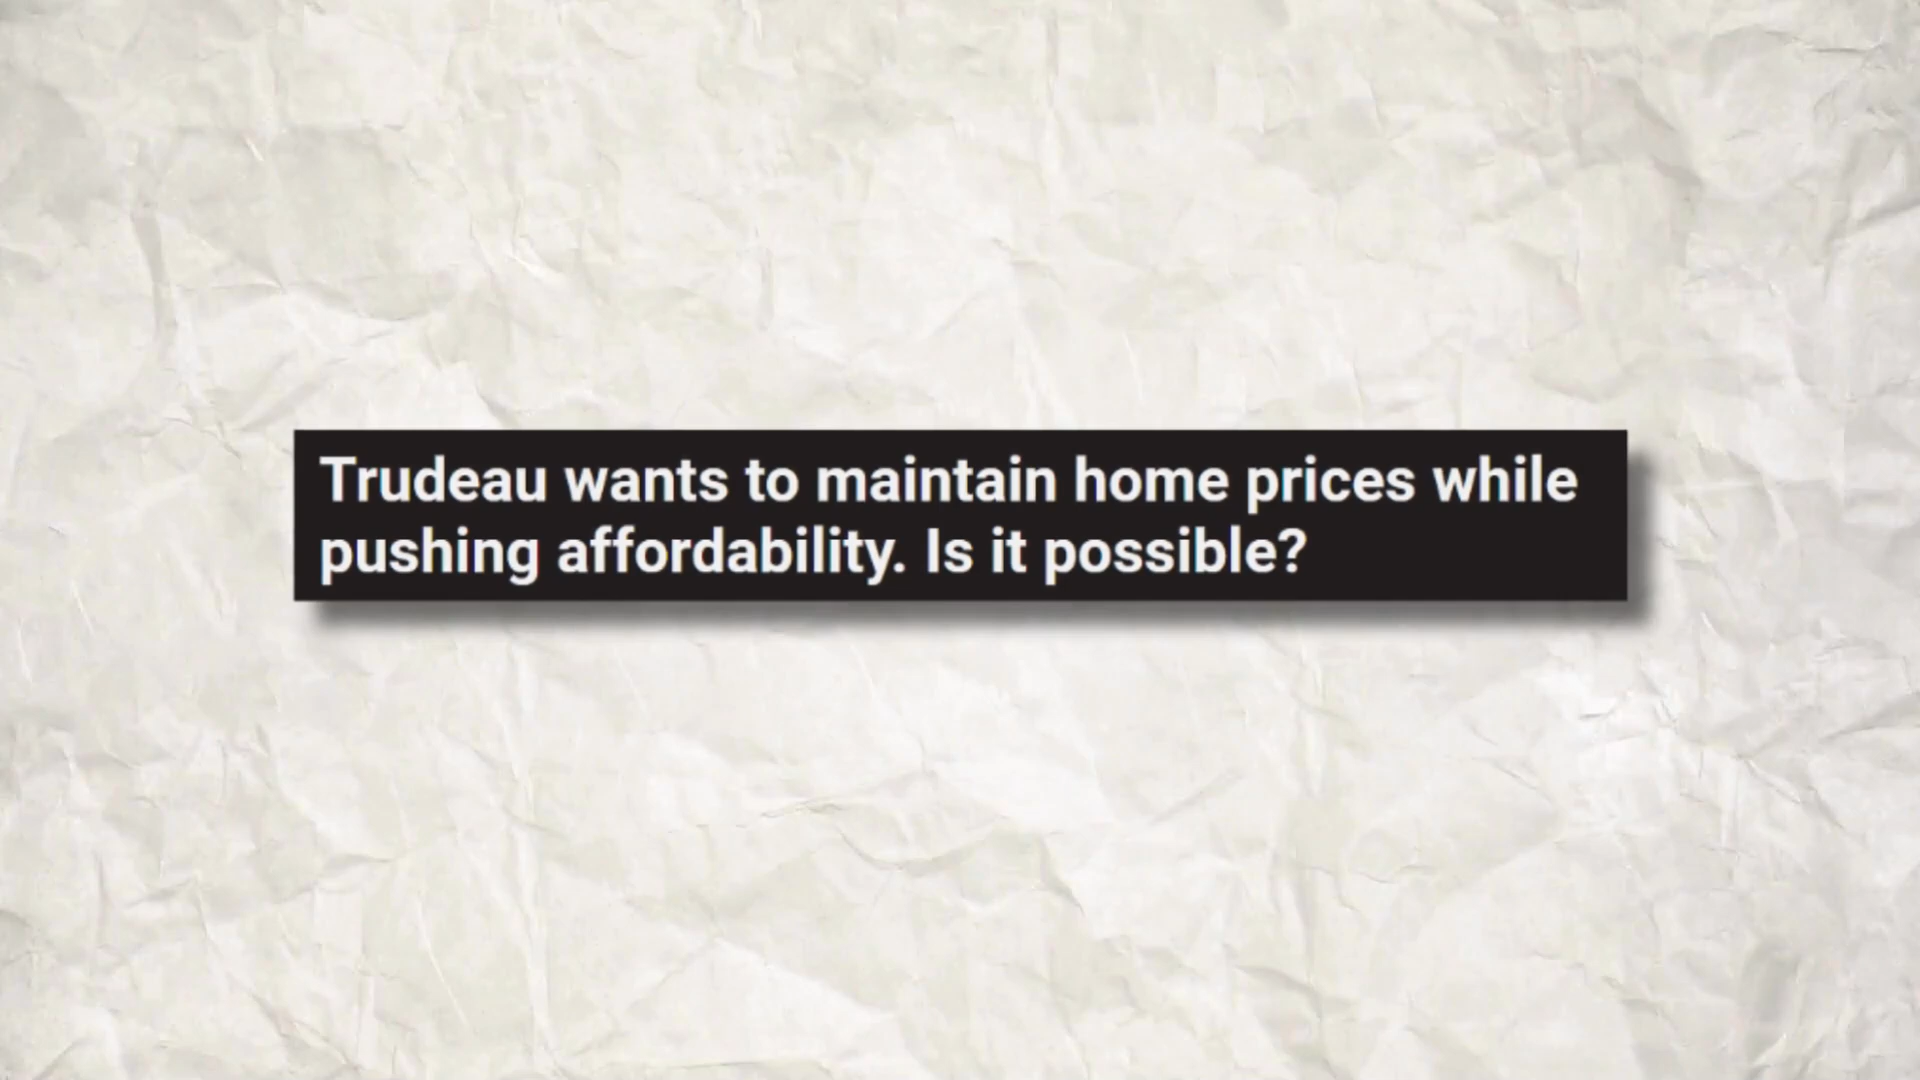 Trudeau wants to maintain home prices while
pushing affordability. Is it possible?